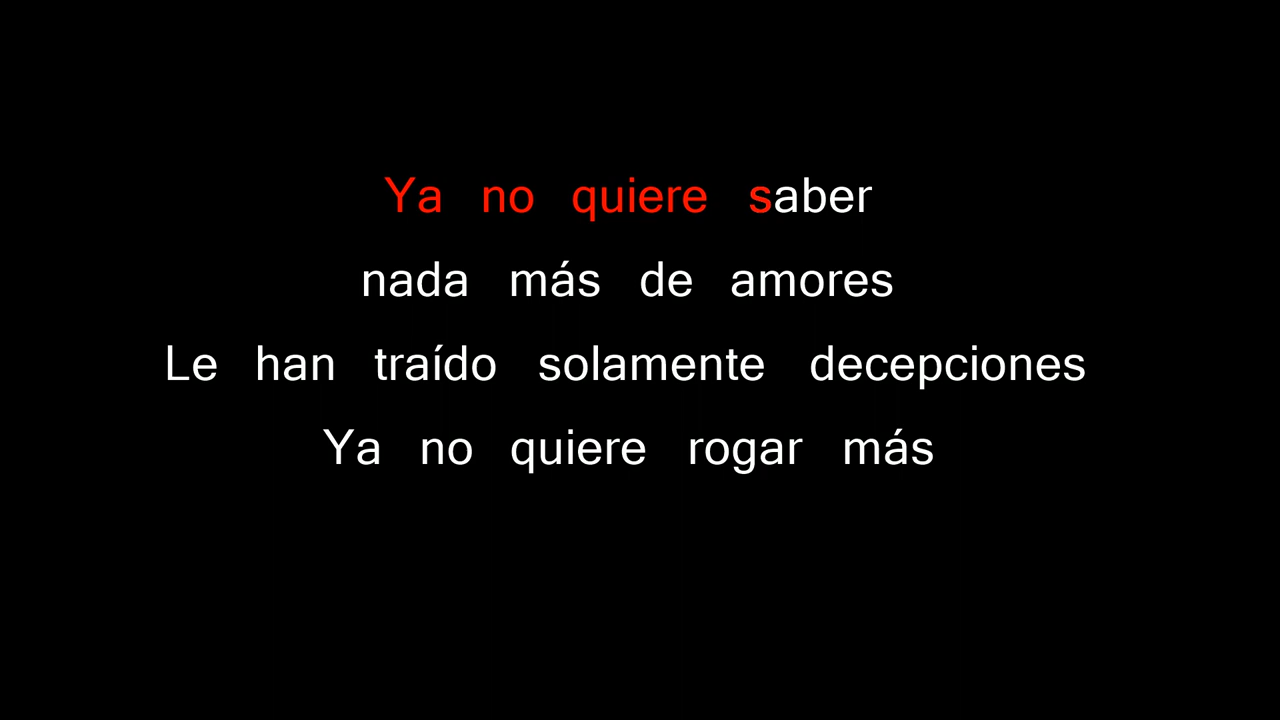 Ya no quiere saber
nada más de amores
Le han traído solamente decepciones
Ya no quiere rogar más